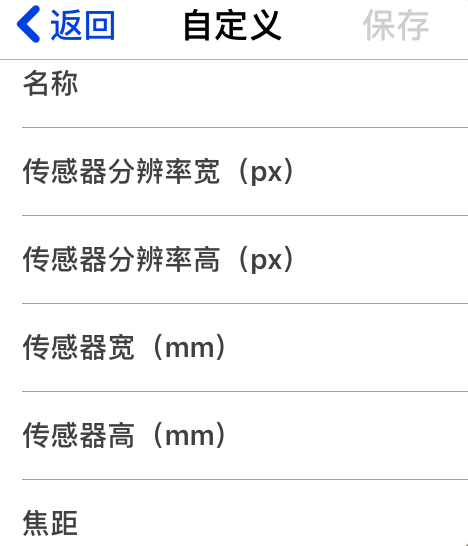 返回 自定义 保存
名称
传感器分辨率宽（px）
传感器分辨率高（px）
传感器宽（mm）
传感器高（mm）
焦距